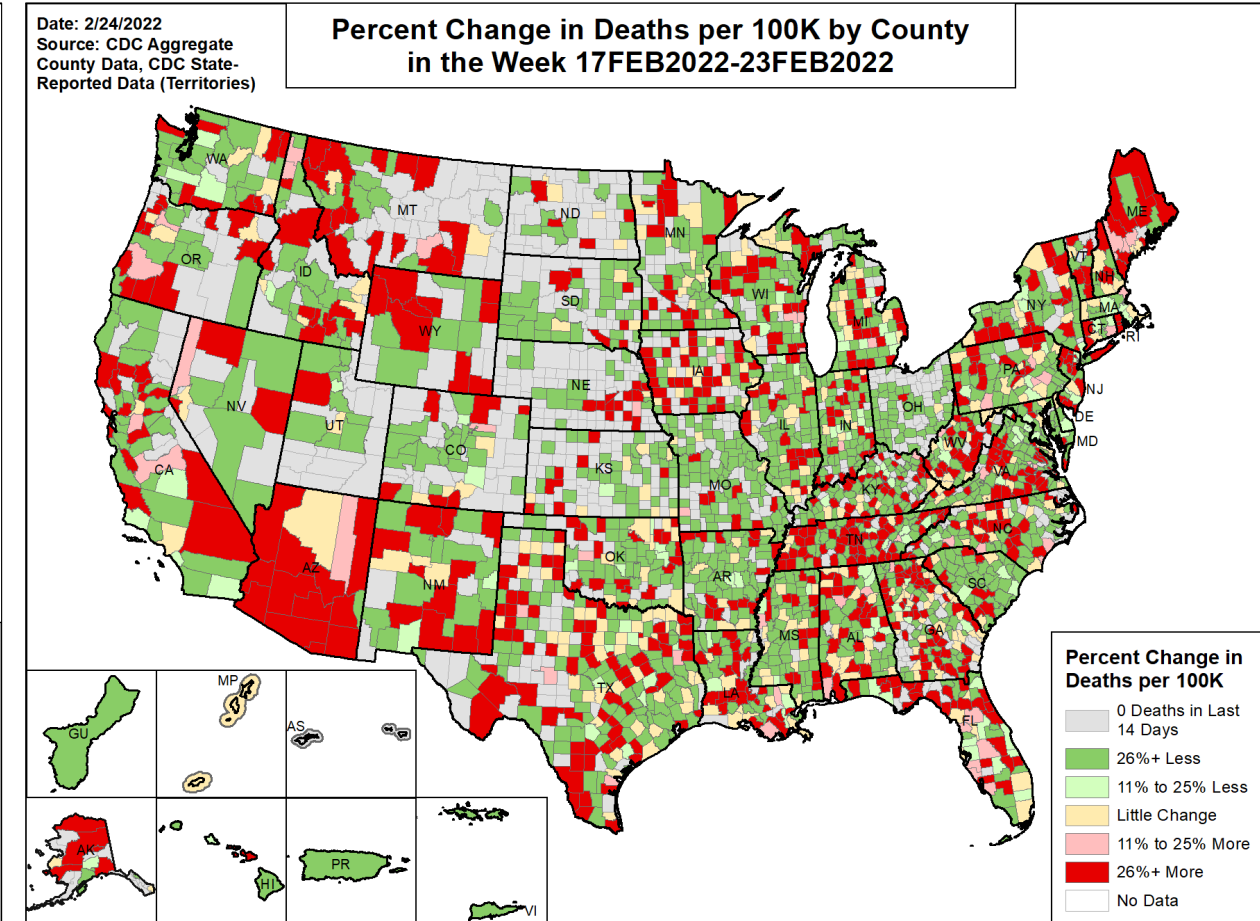 Date: 2/24/2022
Source: CDC Aggregate
County Data, CDC State-
Reported Data (Territories)
Percent Change in Deaths per 100K by County
in the Week 17FEB2022-23FEB2022
WA
MT
ND
MN
ME
OR
ID
SD
WI
MI
VT
NH
NY
MA
CT
RI
WY
IA
NE
PA
NJ
NV
UT
CO
IL
IN
OH
DE
MD
WV
VA
CA
KS
MO
KY
AZ
NM
OK
AR
TN
NC
SC
MS
AL
GA
TX
LA
FL
GU
MP
AS
AK
HI
PR
VI
Percent Change in
Deaths per 100K
0 Deaths in Last
14 Days
26%+ Less
11% to 25% Less
Little Change
11% to 25% More
26%+ More
No Data